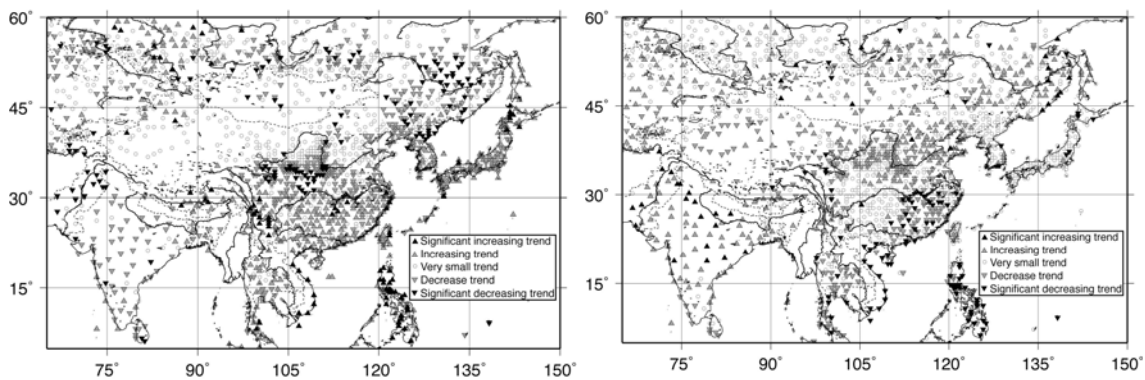 60°
45°
30°
15°
75°
90°
105°
120°
135°
150°
Significant increasing trend
Increasing trend
Very small trend
Decrease trend
Significant decreasing trend
60°
45°
30°
15°
75°
90°
105°
120°
135°
150°
Significant increasing trend
Increasing trend
Very small trend
Decrease trend
Significant decreasing trend